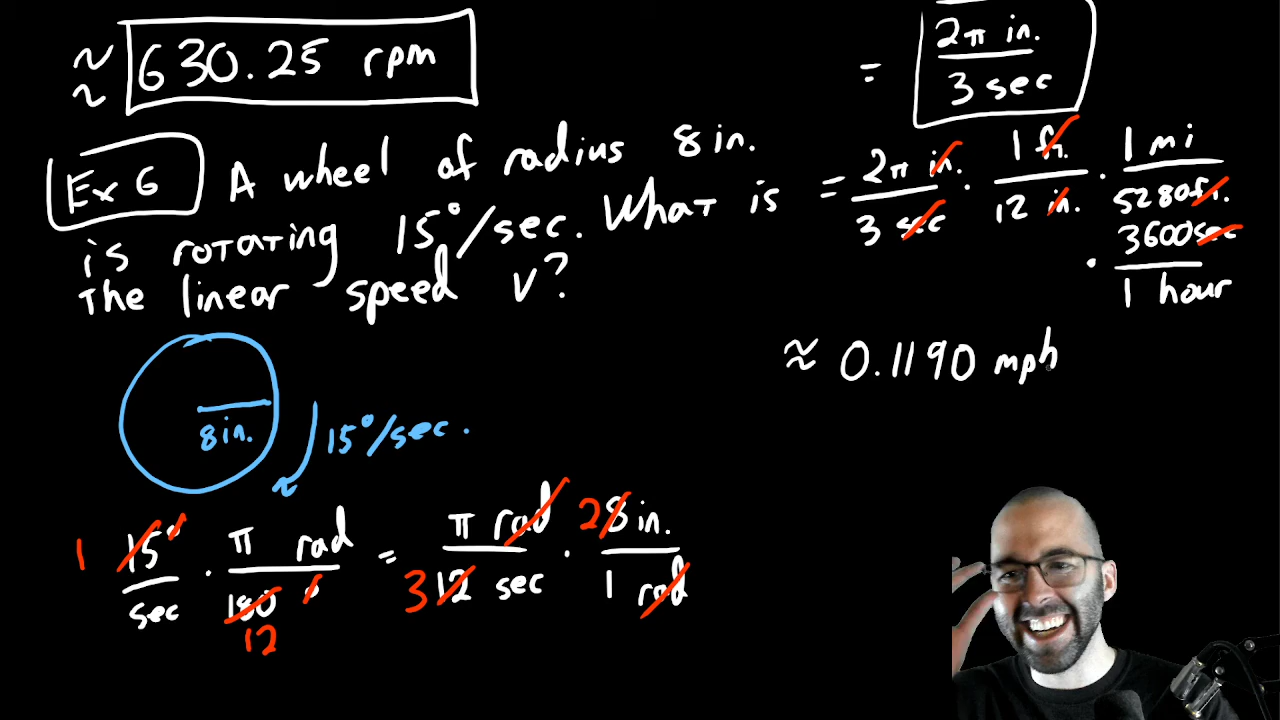 ≈ 630.25 rpm
Ex 6 A wheel of radius 8 in.
is rotating 15°/sec. What is
the linear speed v?
8 in.
15°/sec.
1 15°/sec · π rad/180° 12 = π rad/3 12 sec · 2 8 in./1 rad
= 2π in./3 sec
= 2π in./3 sec · 1 ft./12 in. · 1 mi/5280 ft.
· 3600 sec/1 hour
≈ 0.1190 mph